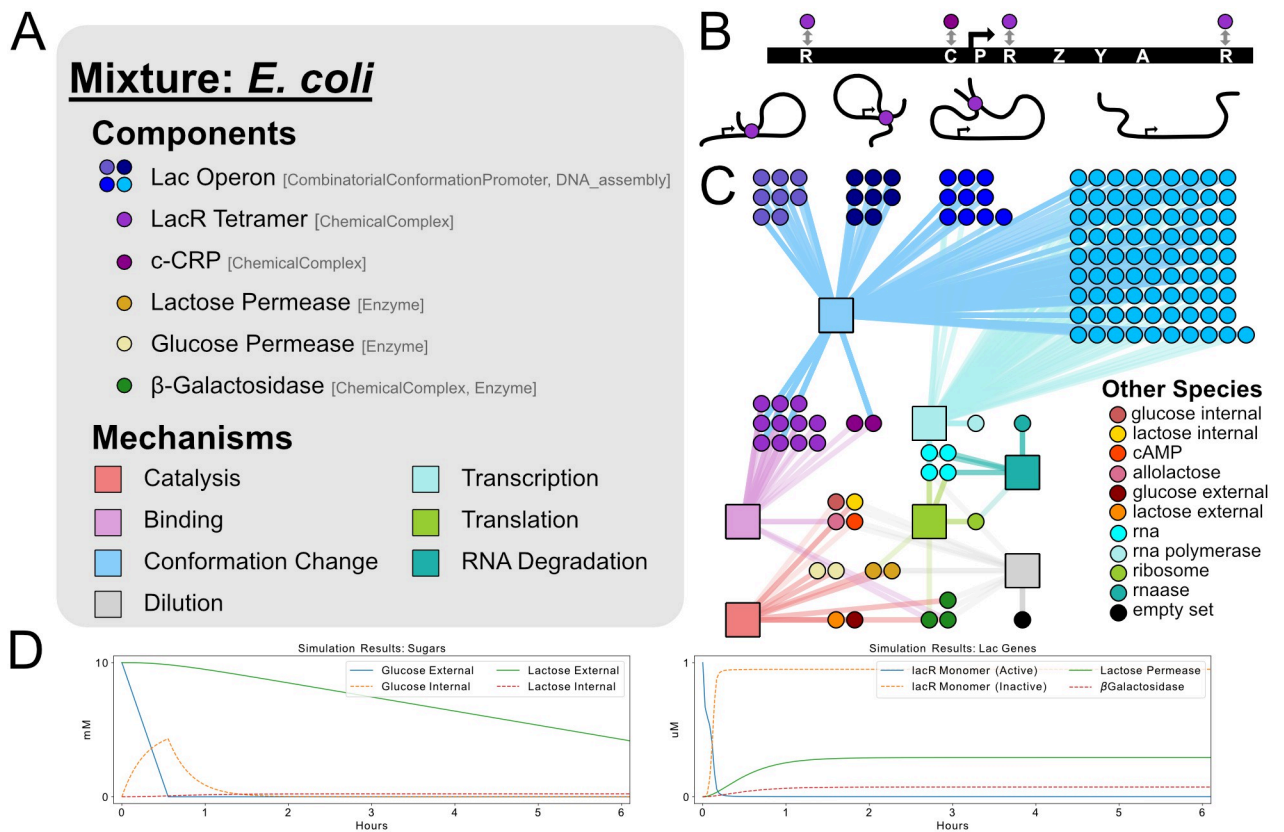 A
Mixture: E. coli
Components
Lac Operon [CombinatorialConformationPromoter, DNA_assembly]
LacR Tetramer [ChemicalComplex]
c-CRP [ChemicalComplex]
Lactose Permease [Enzyme]
Glucose Permease [Enzyme]
β-Galactosidase [ChemicalComplex, Enzyme]
Mechanisms
Catalysis
Transcription
Binding
Translation
Conformation Change
RNA Degradation
Dilution
B
R C P R Z Y A R
C
Other Species
glucose internal
lactose internal
cAMP
allolactose
glucose external
lactose external
rna
rna polymerase
ribosome
rnaase
empty set
D
Simulation Results: Sugars
Glucose External
Lactose External
Glucose Internal
Lactose Internal
10
0
mM
0 1 2 3 4 5 6
Hours
Simulation Results: Lac Genes
lacR Monomer (Active)
Lactose Permease
lacR Monomer (Inactive)
βGalactosidase
1
0
uM
0 1 2 3 4 5 6
Hours